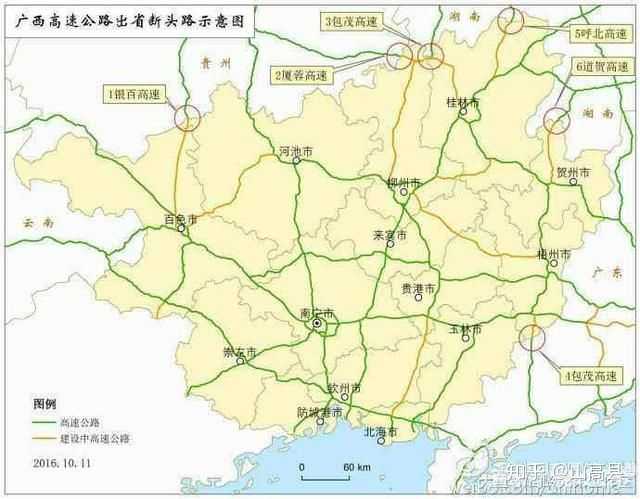 广西高速公路出省断头路示意图
3包茂高速
湖南
5呼北高速
贵州
2厦蓉高速
6道贺高速
1银百高速
桂林市
湖南
河池市
贺州市
柳州市
百色市
云南
来宾市
梧州市
广东
贵港市
南宁市
玉林市
崇左市
4包茂高速
钦州市
图例
防城港市
高速公路
北海市
建设中高速公路
2016.10.11
0 60 km
知乎 @山高县